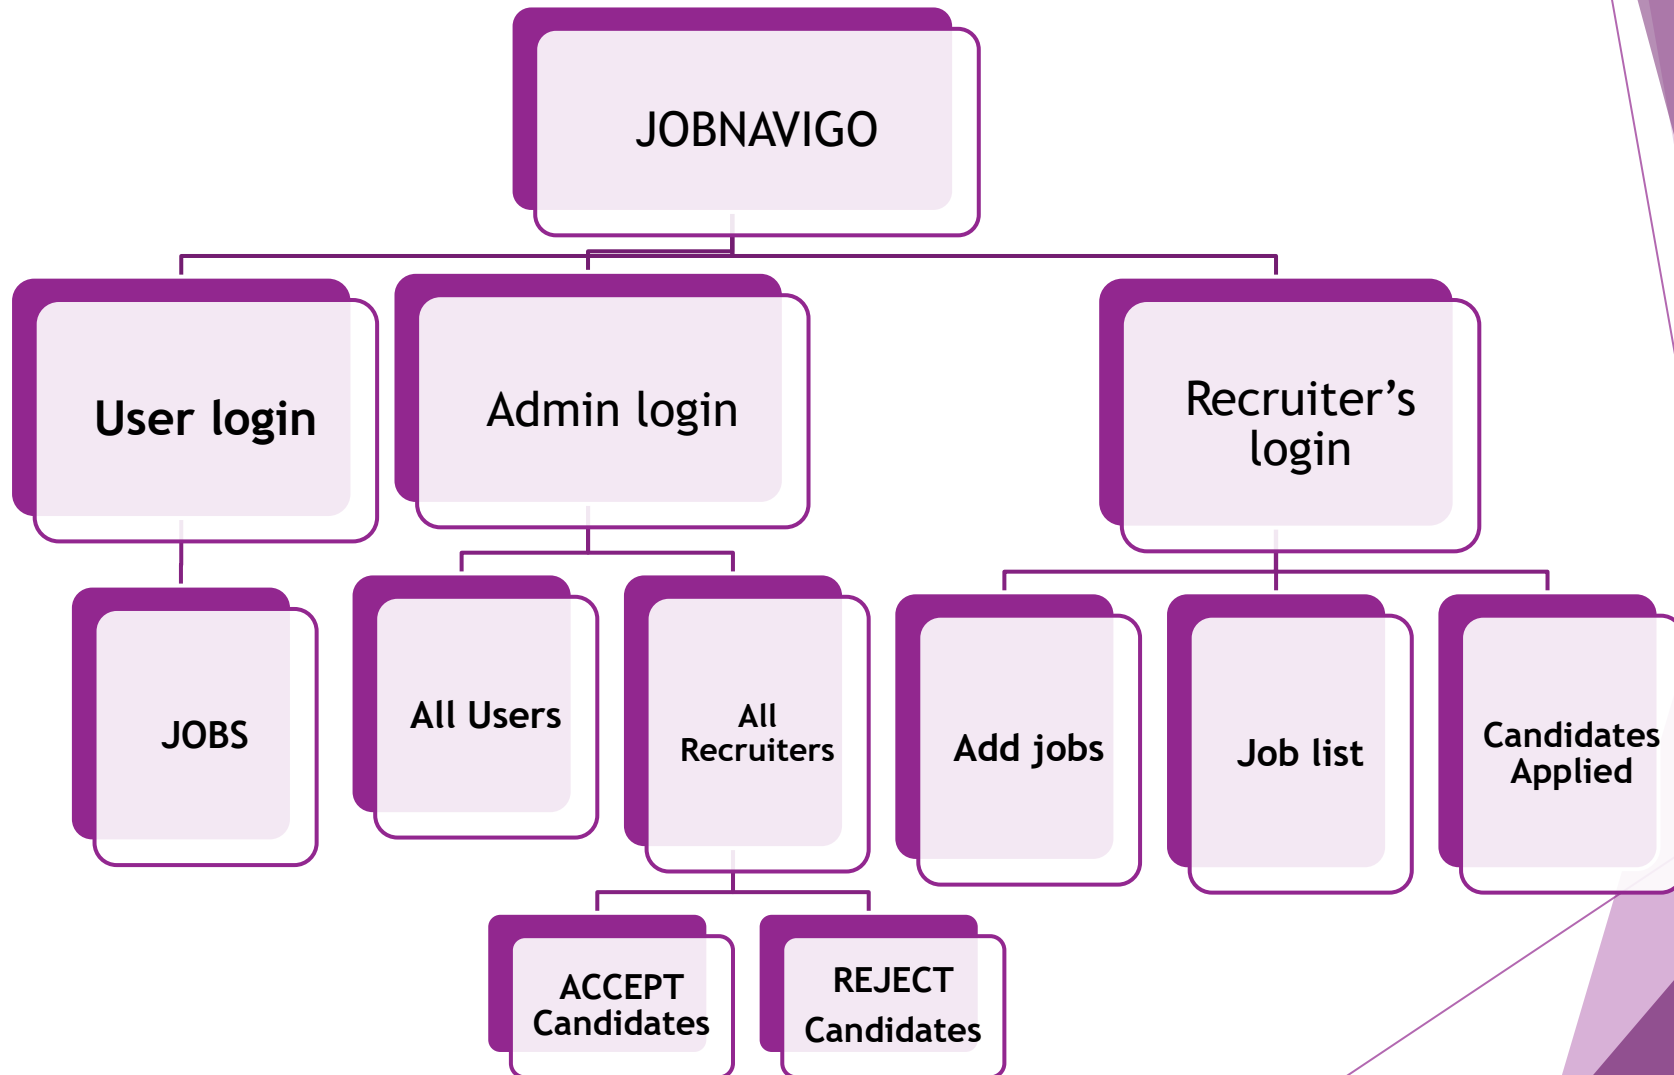 JOBNAVIGO
User login
Admin login
Recruiter’s
login
JOBS
All Users
All
Recruiters
Add jobs
Job list
Candidates
Applied
ACCEPT
Candidates
REJECT
Candidates